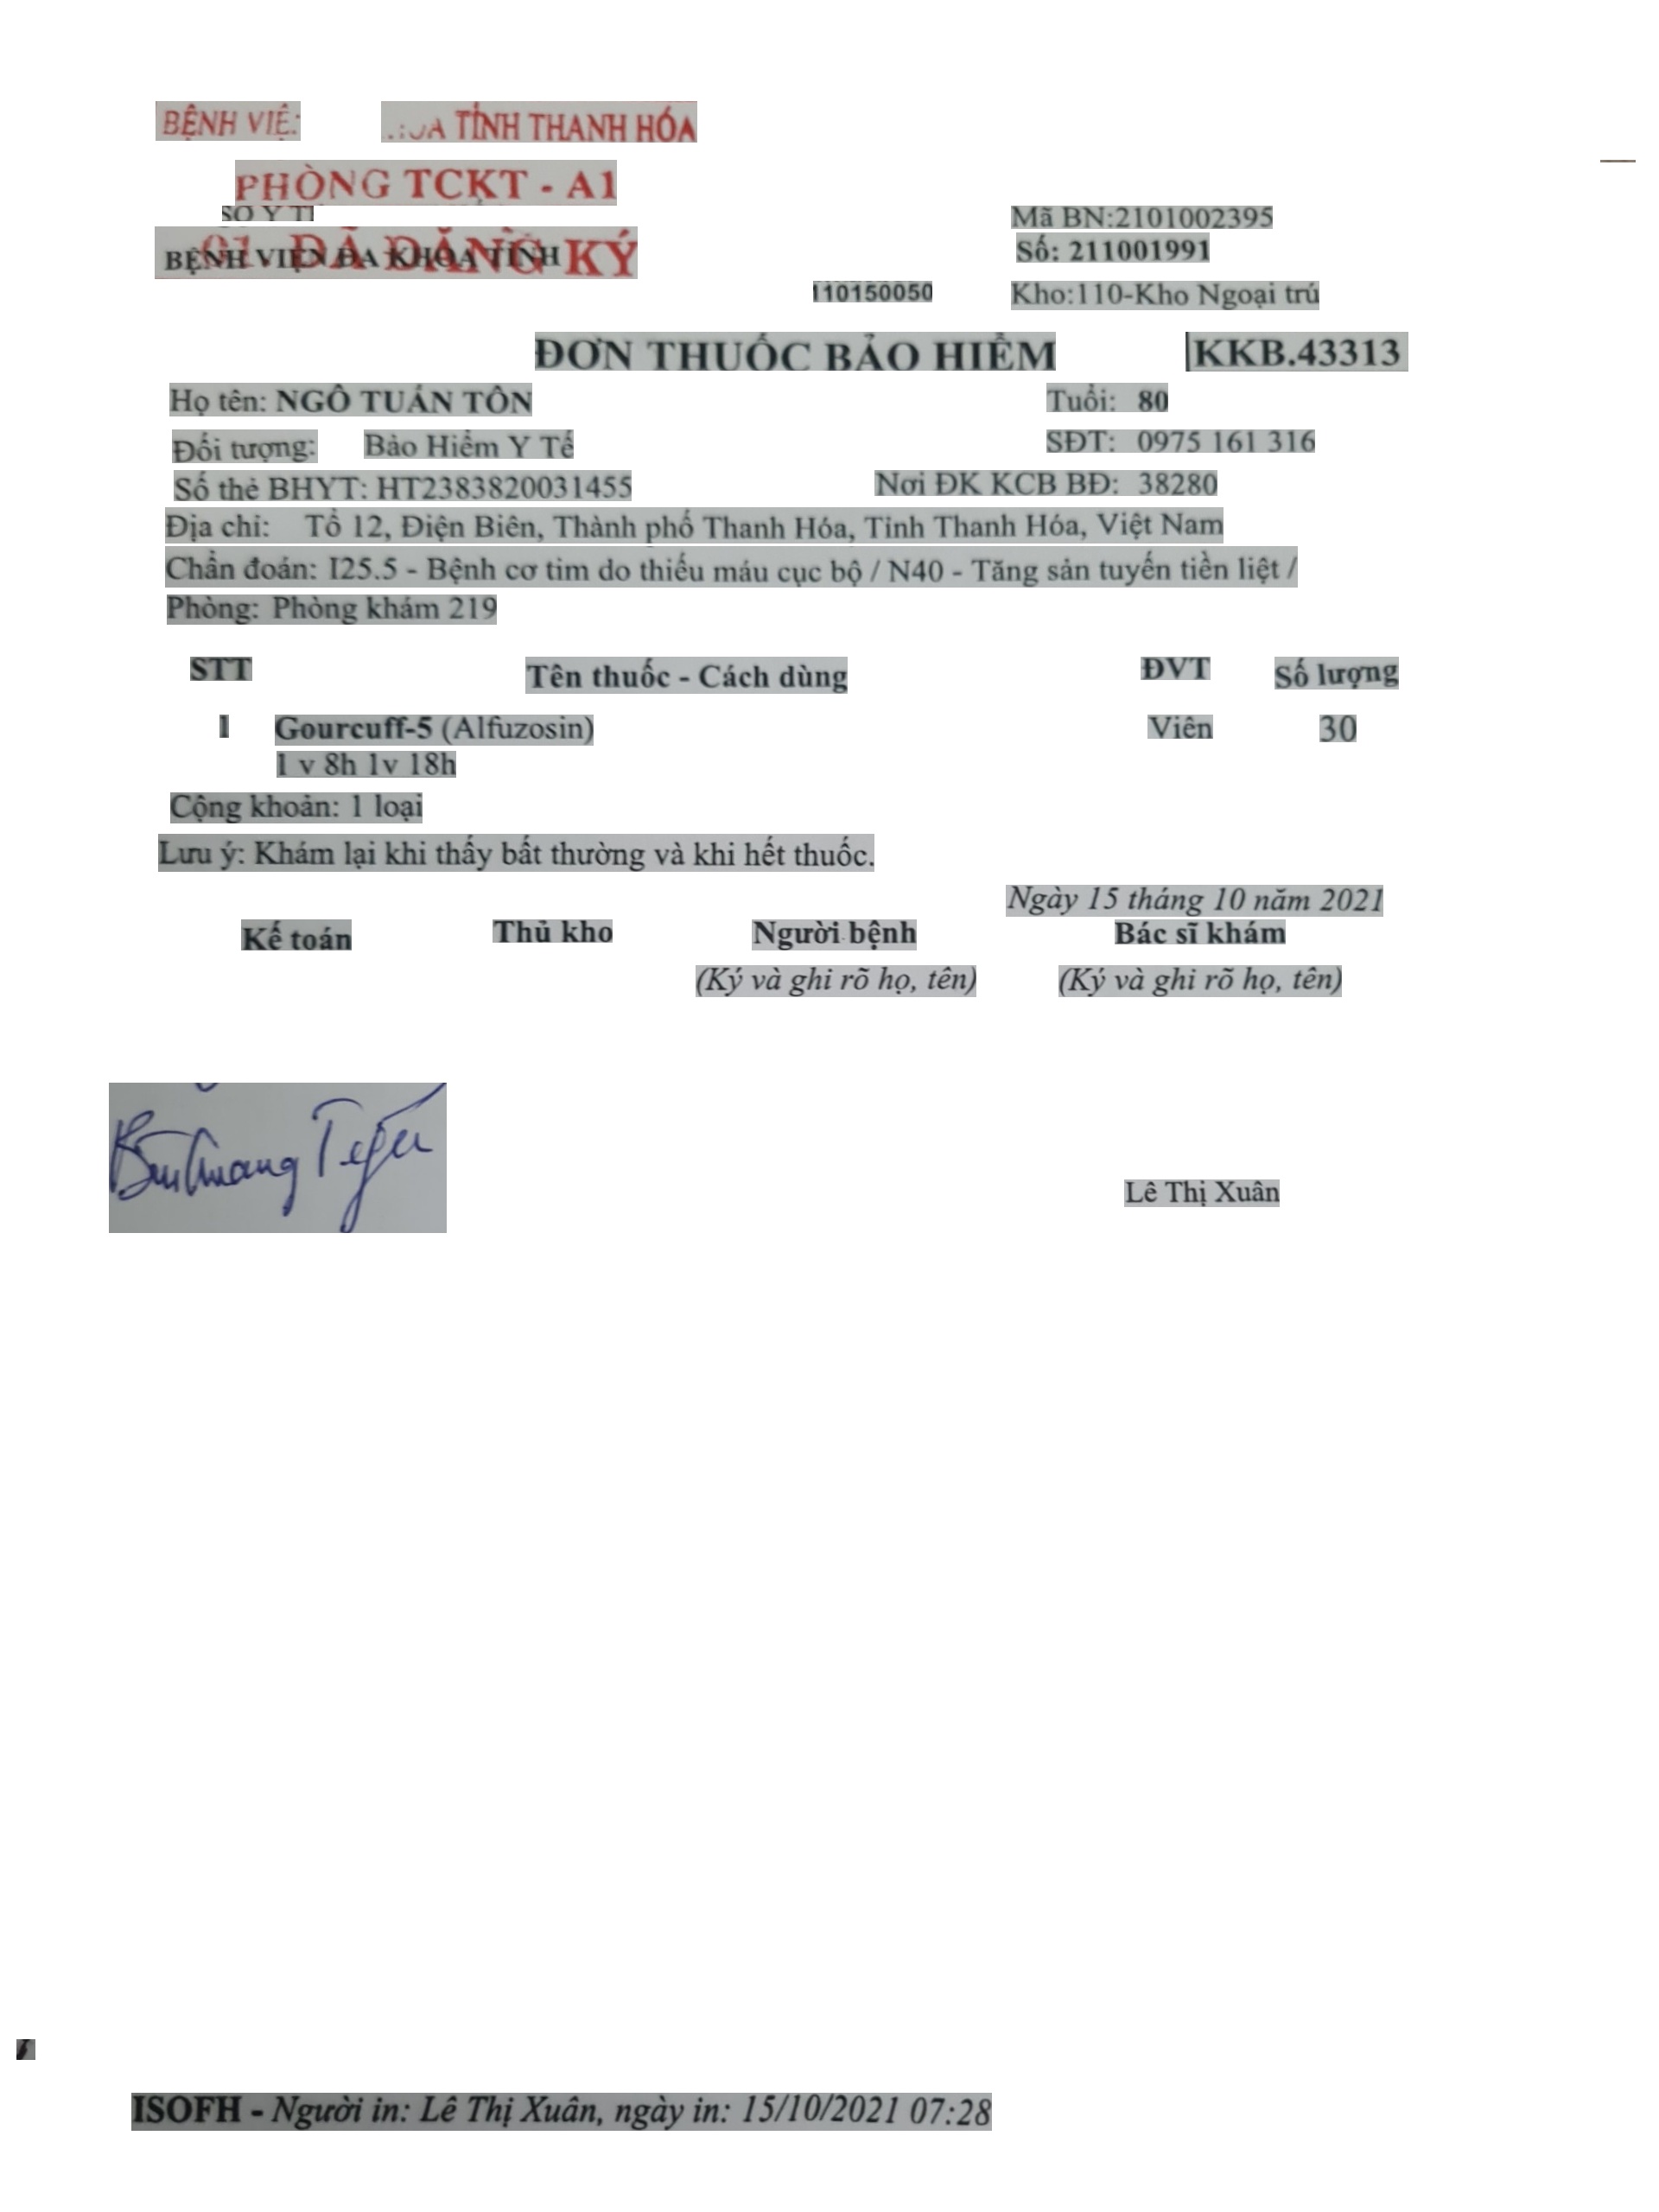 BỆNH VIỆ TỈNH THANH HÓA
PHÒNG TCKT - A1
SỞ Y TẾ
Mã BN:2101002395
01 ĐÃ ĐĂNG KÝ
BỆNH VIỆN ĐA KHOA TỈNH
Số: 211001991
110150050
Kho:110-Kho Ngoại trú
ĐƠN THUỐC BẢO HIỂM
KKB.43313
Họ tên: NGÔ TUẤN TÔN
Tuổi: 80
Đối tượng: Bảo Hiểm Y Tế
SĐT: 0975 161 316
Số thẻ BHYT: HT2383820031455
Nơi ĐK KCB BĐ: 38280
Địa chỉ: Tổ 12, Điện Biên, Thành phố Thanh Hóa, Tỉnh Thanh Hóa, Việt Nam
Chẩn đoán: I25.5 - Bệnh cơ tim do thiếu máu cục bộ / N40 - Tăng sản tuyến tiền liệt /
Phòng: Phòng khám 219
STT Tên thuốc - Cách dùng ĐVT Số lượng
1 Gourcuff-5 (Alfuzosin) Viên 30
1 v 8h 1v 18h
Cộng khoản: 1 loại
Lưu ý: Khám lại khi thấy bất thường và khi hết thuốc.
Ngày 15 tháng 10 năm 2021
Kế toán Thủ kho Người bệnh Bác sĩ khám
(Ký và ghi rõ họ, tên) (Ký và ghi rõ họ, tên)
Lê Thị Xuân
ISOFH - Người in: Lê Thị Xuân, ngày in: 15/10/2021 07:28